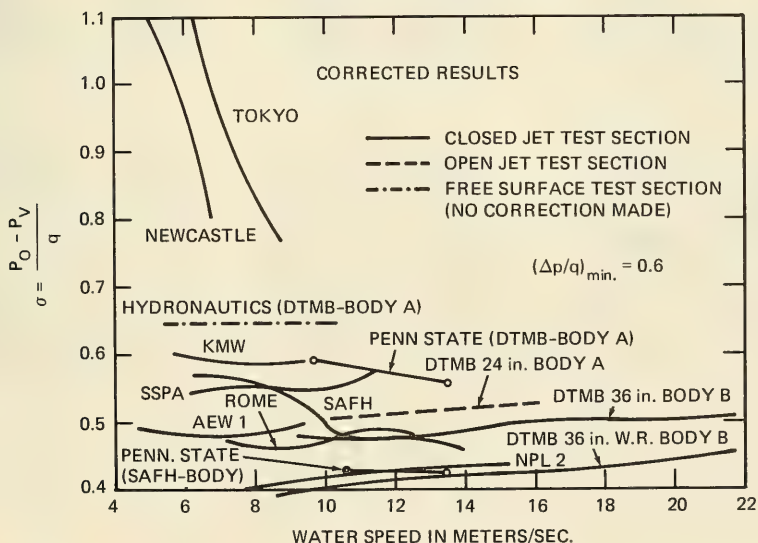 CORRECTED RESULTS
CLOSED JET TEST SECTION
OPEN JET TEST SECTION
FREE SURFACE TEST SECTION
(NO CORRECTION MADE)
(Δp/q)min. = 0.6
1.1
1.0
0.9
0.8
0.7
0.6
0.5
0.4
σ = (P_O - P_V)/q
TOKYO
NEWCASTLE
HYDRONAUTICS (DTMB-BODY A)
KMW
PENN STATE (DTMB-BODY A)
DTMB 24 in. BODY A
SSPA
ROME
SAFH
DTMB 36 in. BODY B
AEW 1
DTMB 36 in. W.R. BODY B
PENN. STATE
(SAFH-BODY)
NPL 2
4 6 8 10 12 14 16 18 20 22
WATER SPEED IN METERS/SEC.